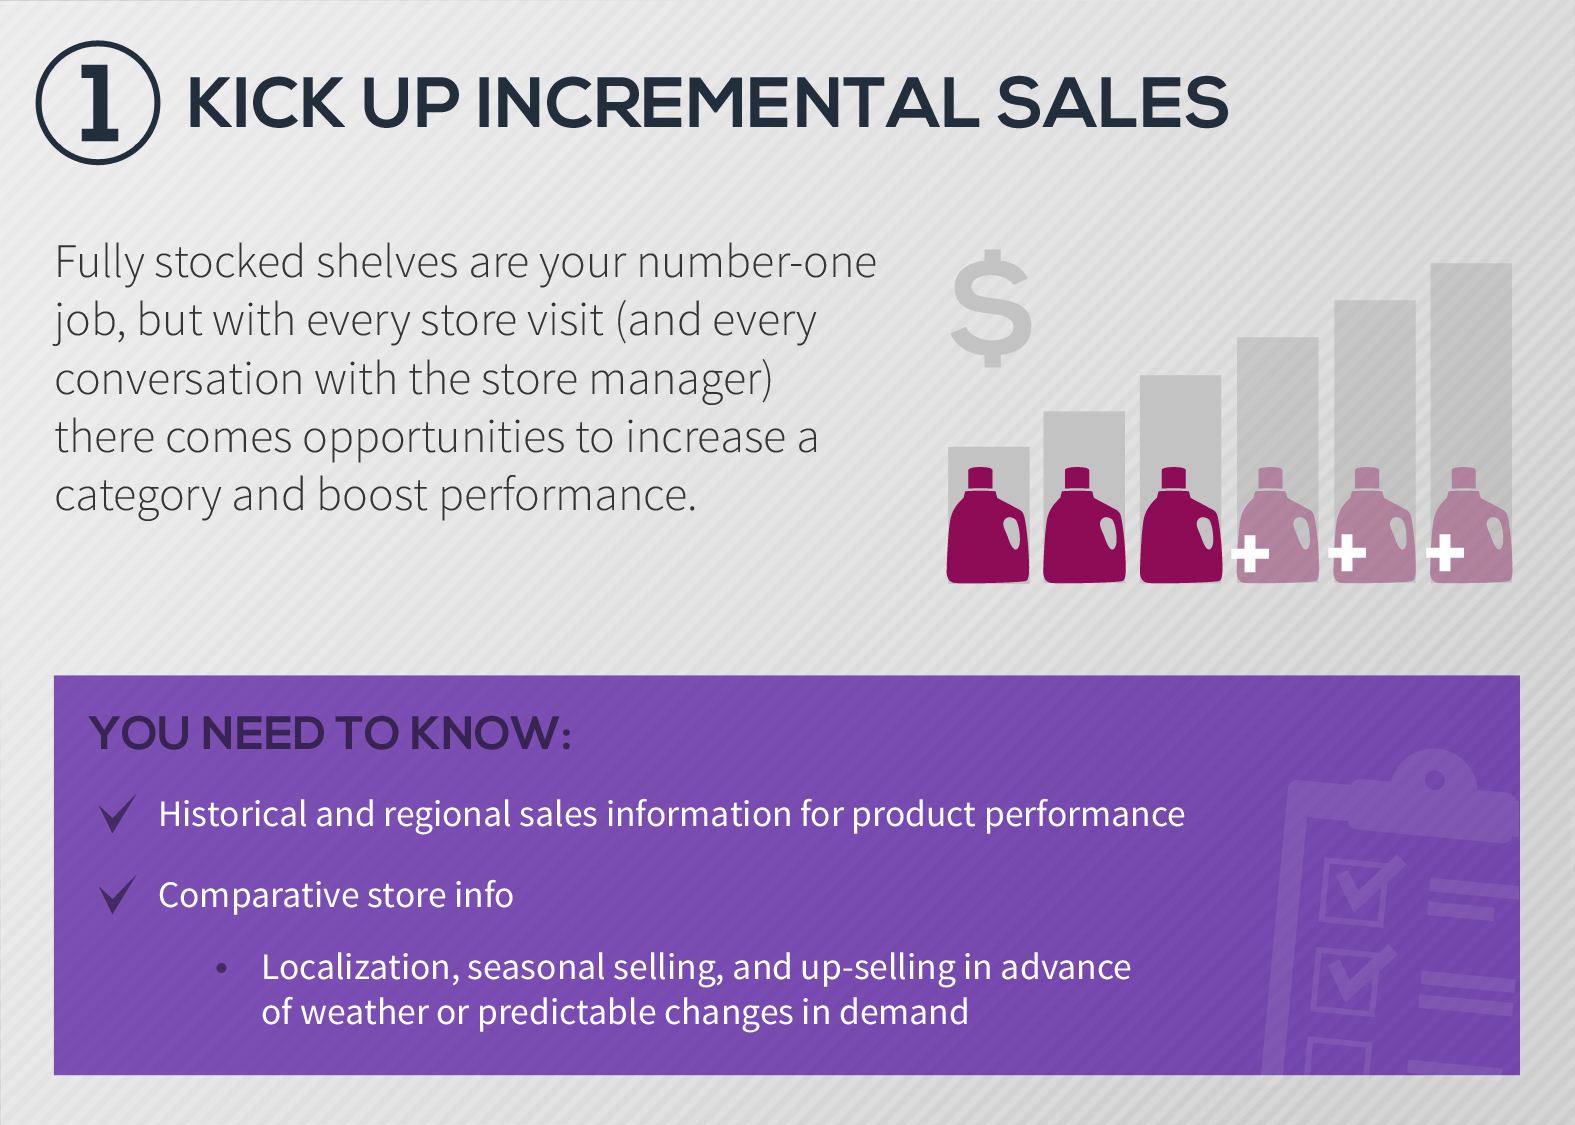 1 KICK UP INCREMENTAL SALES
Fully stocked shelves are your number-one
job, but with every store visit (and every
conversation with the store manager)
there comes opportunities to increase a
category and boost performance.
$
YOU NEED TO KNOW:
Historical and regional sales information for product performance
Comparative store info
• Localization, seasonal selling, and up-selling in advance
of weather or predictable changes in demand